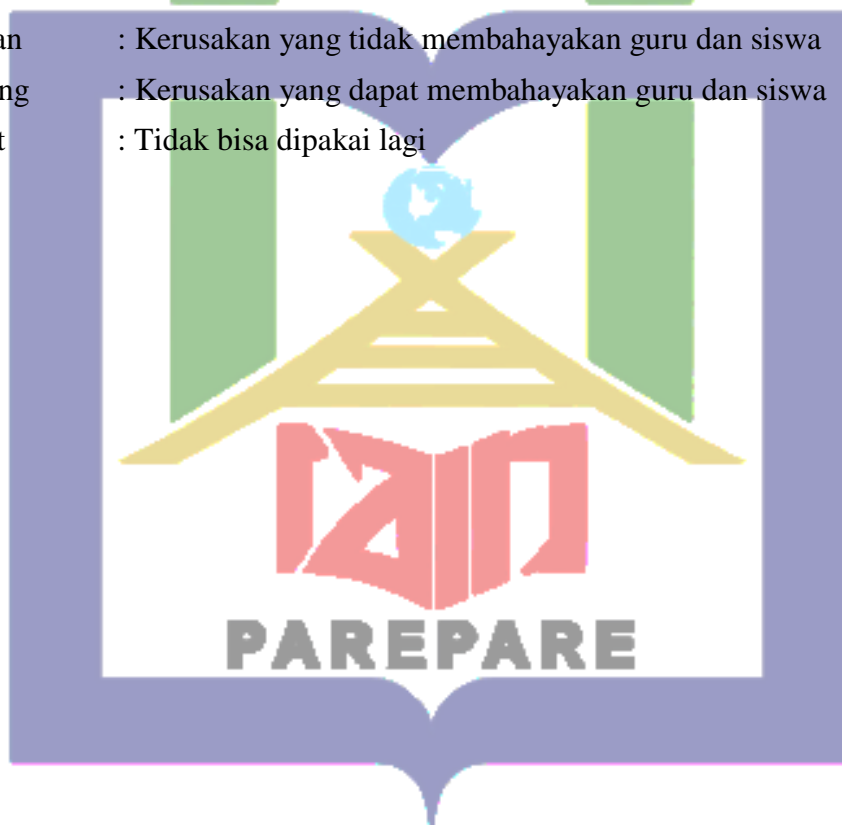 an : Kerusakan yang tidak membahayakan guru dan siswa
ng : Kerusakan yang dapat membahayakan guru dan siswa
t : Tidak bisa dipakai lagi
iain
PAREPARE